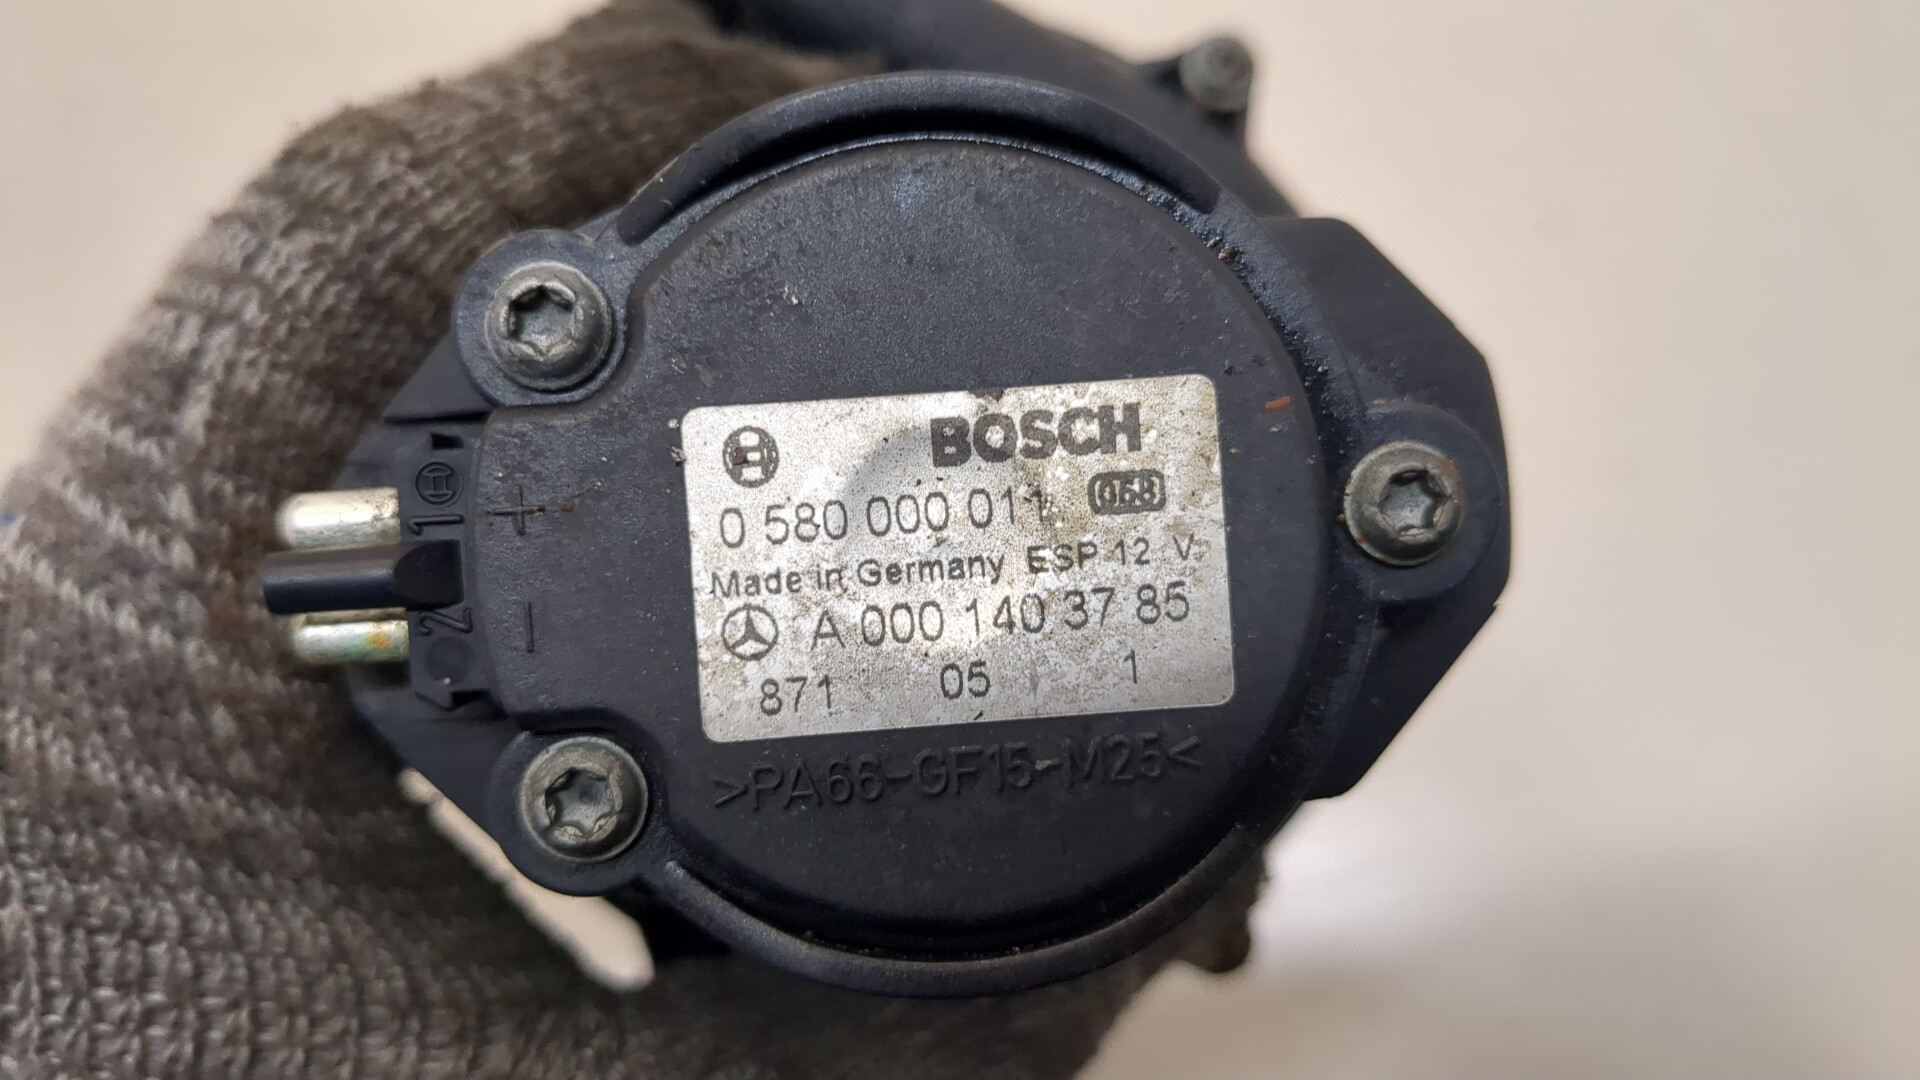 BOSCH
0 580 000 011 068
Made in Germany ESP 12 V
A 000 140 37 85
871 05 1
>PA66-GF15-M25<
1 +
2 -